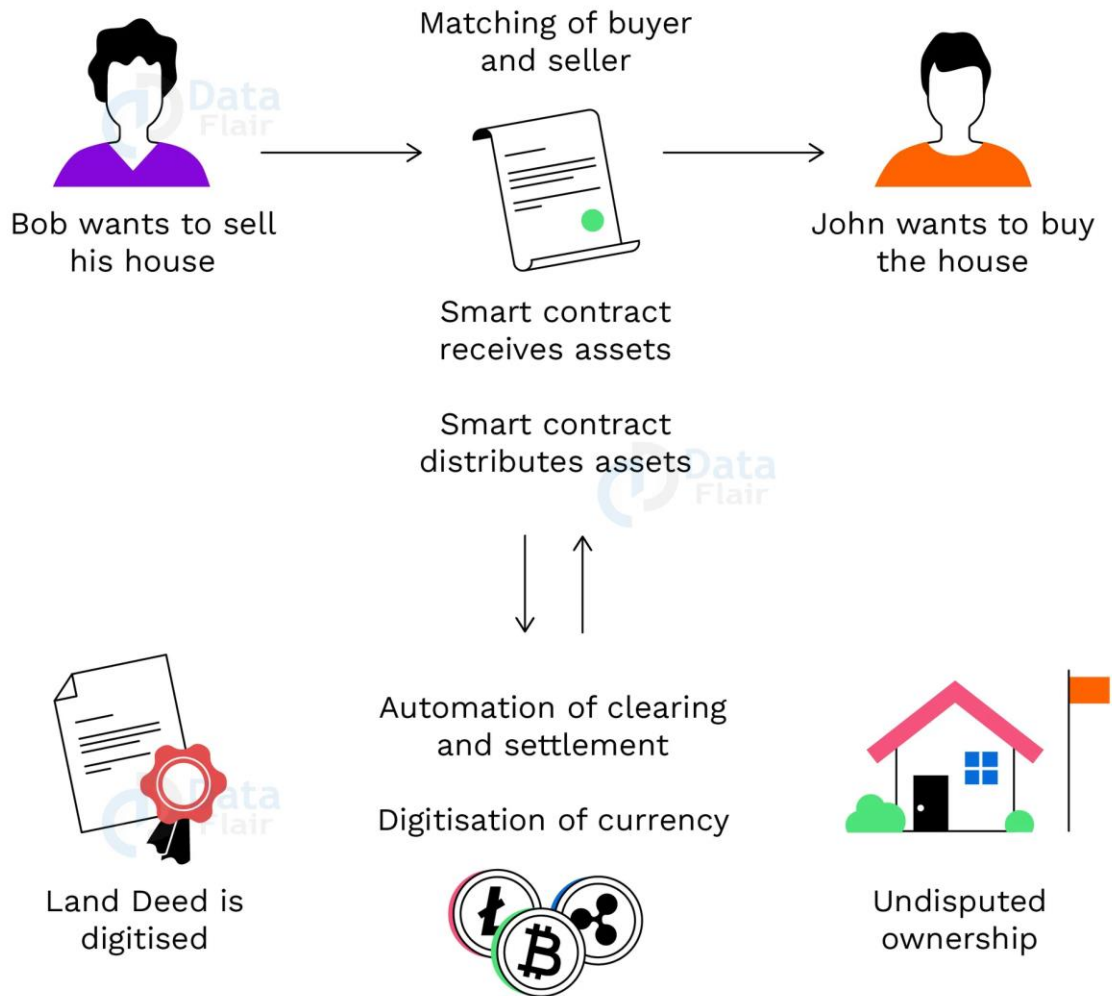 Matching of buyer
and seller
Data
Flair
Bob wants to sell
his house
John wants to buy
the house
Smart contract
receives assets
Smart contract
distributes assets
Data
Flair
Automation of clearing
and settlement
Data
Flair
Digitisation of currency
Land Deed is
digitised
Undisputed
ownership